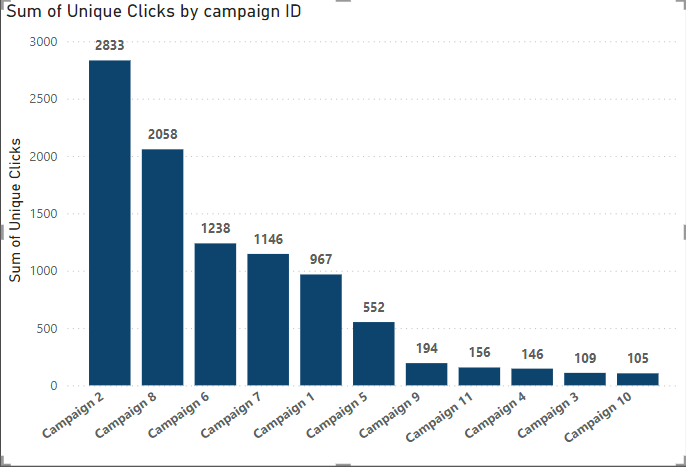 Sum of Unique Clicks by campaign ID
Sum of Unique Clicks
3000
2500
2000
1500
1000
500
0
2833
2058
1238
1146
967
552
194
156
146
109
105
Campaign 2
Campaign 8
Campaign 6
Campaign 7
Campaign 1
Campaign 5
Campaign 9
Campaign 11
Campaign 4
Campaign 3
Campaign 10